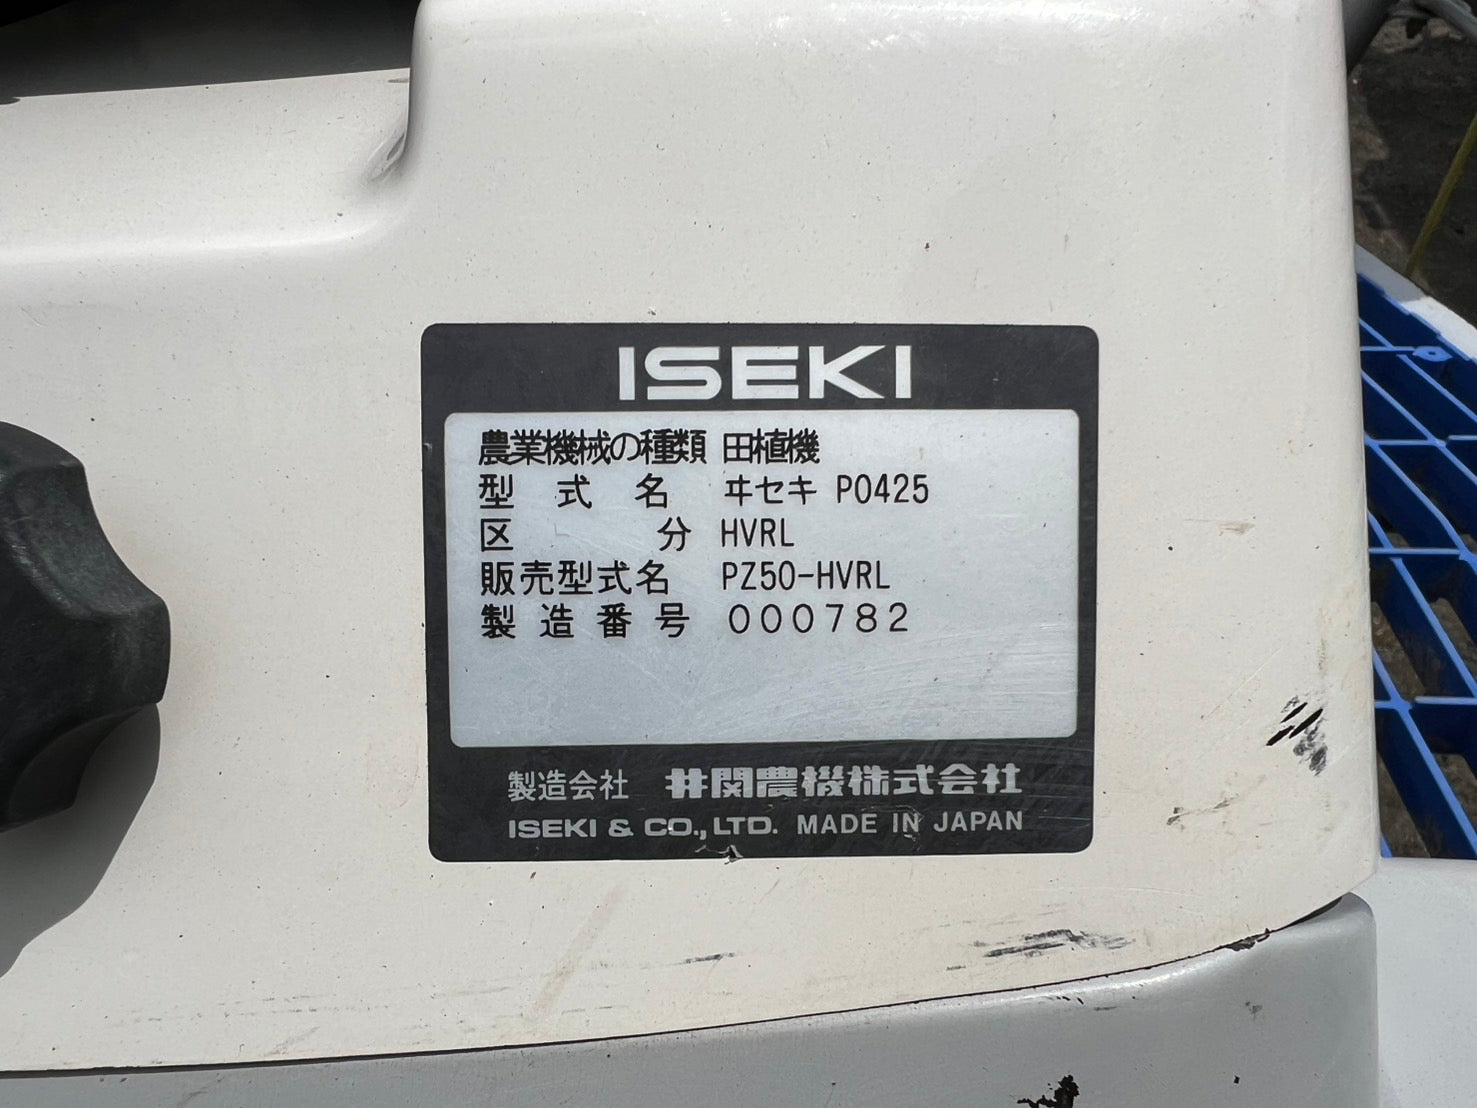 ISEKI
農業機械の種類 田植機
型式名 ヰセキ PO425
区分 HVRL
販売型式名 PZ50-HVRL
製造番号 000782
製造会社 井関農機株式会社
ISEKI & CO., LTD. MADE IN JAPAN